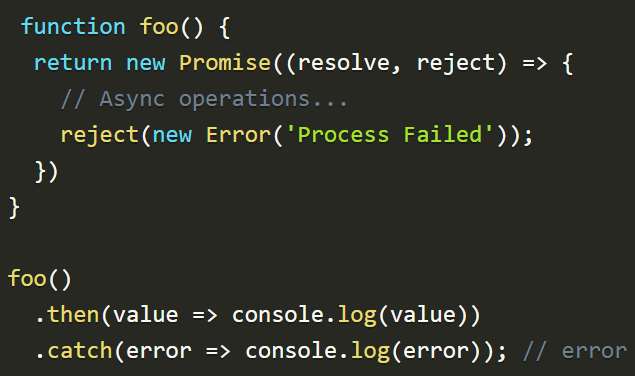 function foo() {
return new Promise((resolve, reject) => {
// Async operations...
reject(new Error('Process Failed'));
})
}
foo()
.then(value => console.log(value))
.catch(error => console.log(error)); // error